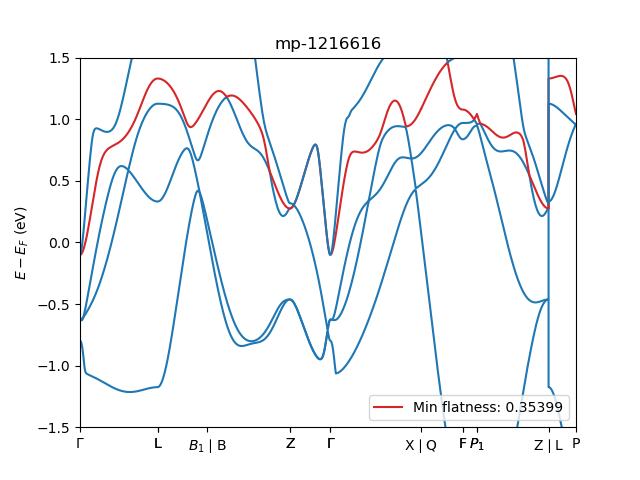 mp-1216616
E − E_F (eV)
1.5
1.0
0.5
0.0
−0.5
−1.0
−1.5
Min flatness: 0.35399
Γ L B₁ | B Z Γ X | Q F P₁ Z | L P